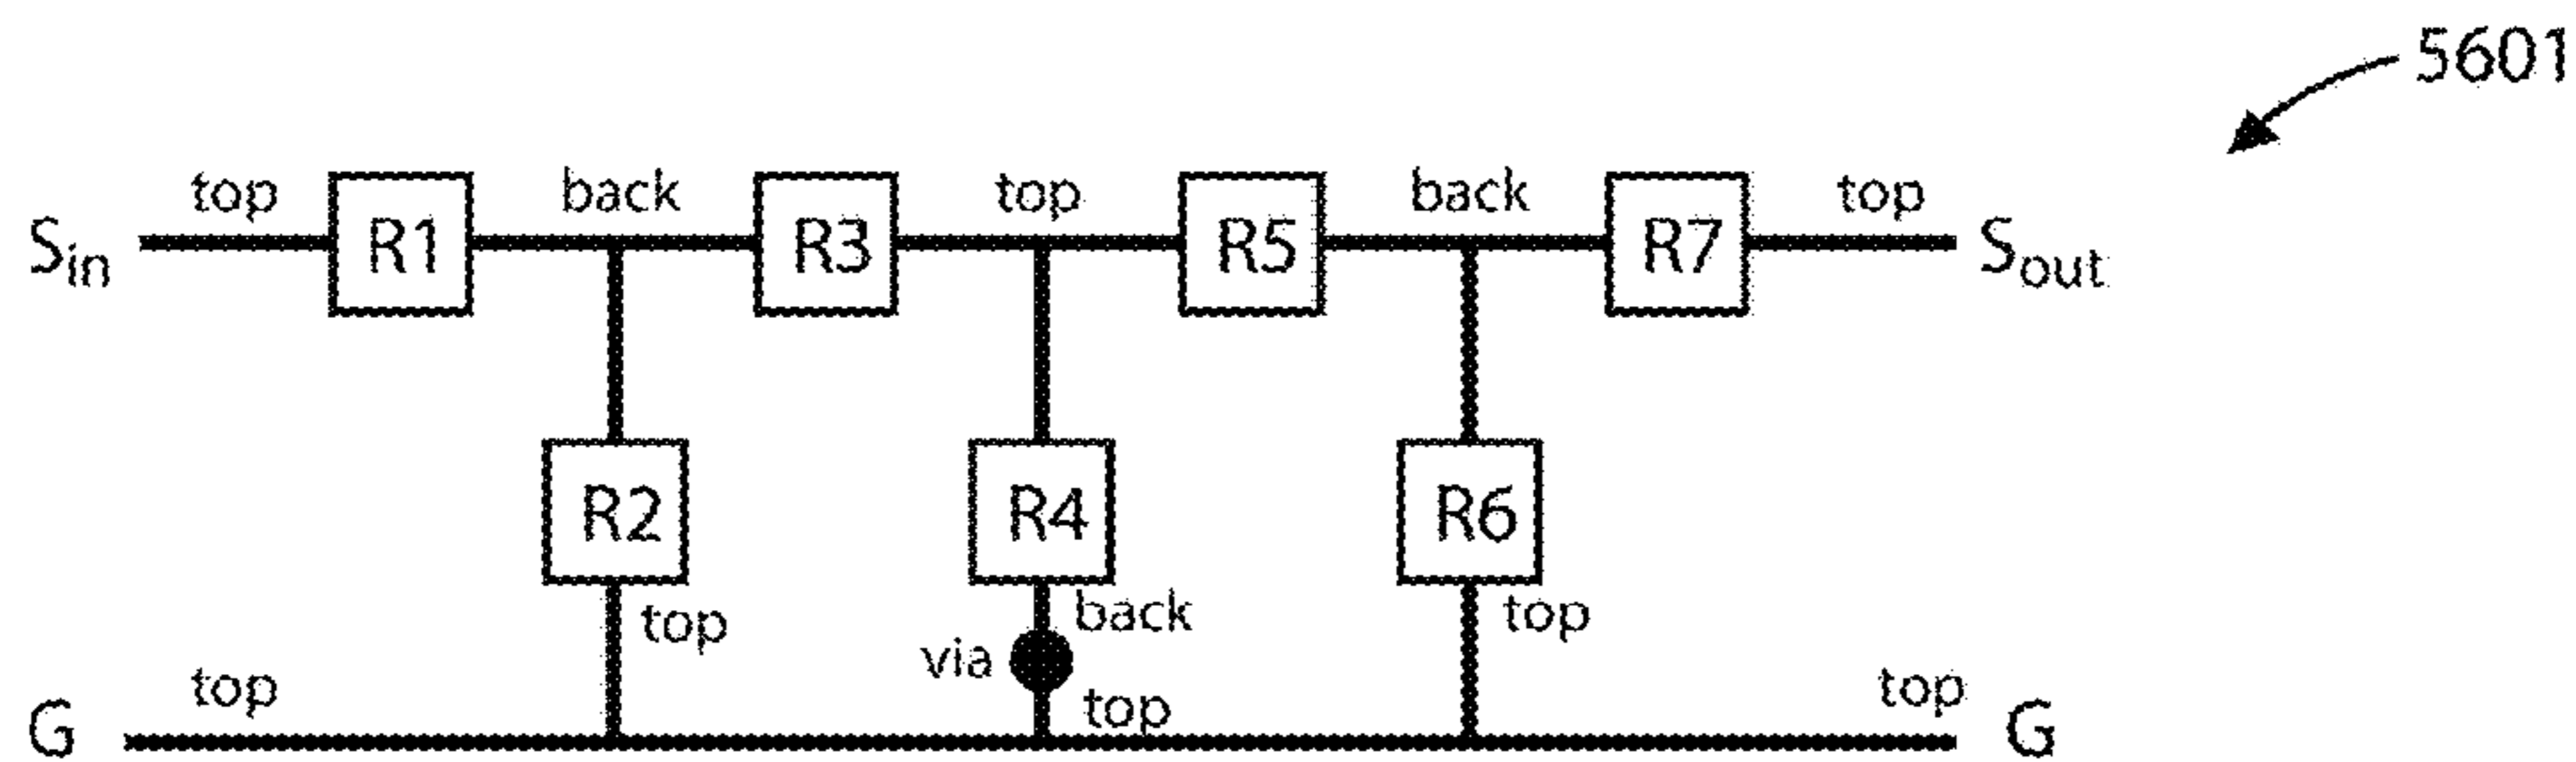 5601
top back top back top
S_in R1 R3 R5 R7 S_out
R2 R4 R6
top back top
via
top top top
G G